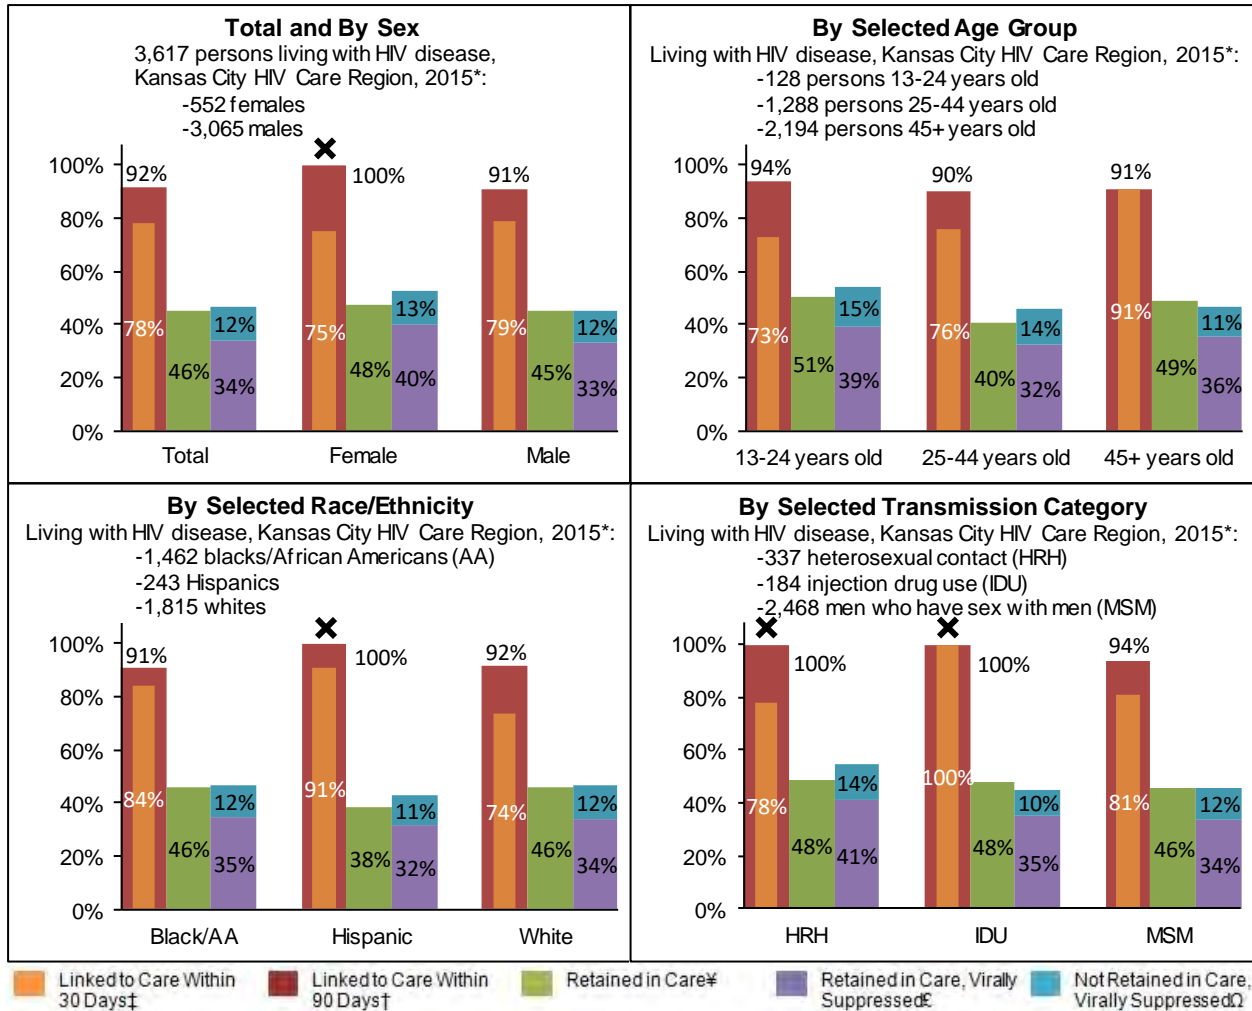 Total and By Sex
3,617 persons living with HIV disease,
Kansas City HIV Care Region, 2015*:
-552 females
-3,065 males
100%
80%
60%
40%
20%
0%
92%
78%
46%
12%
34%
100%
75%
48%
13%
40%
91%
79%
45%
12%
33%
Total
Female
Male
By Selected Age Group
Living with HIV disease, Kansas City HIV Care Region, 2015*:
-128 persons 13-24 years old
-1,288 persons 25-44 years old
-2,194 persons 45+ years old
100%
80%
60%
40%
20%
0%
94%
73%
51%
15%
39%
90%
76%
40%
14%
32%
91%
91%
49%
11%
36%
13-24 years old
25-44 years old
45+ years old
By Selected Race/Ethnicity
Living with HIV disease, Kansas City HIV Care Region, 2015*:
-1,462 blacks/African Americans (AA)
-243 Hispanics
-1,815 whites
100%
80%
60%
40%
20%
0%
91%
84%
46%
12%
35%
100%
91%
38%
11%
32%
92%
74%
46%
12%
34%
Black/AA
Hispanic
White
By Selected Transmission Category
Living with HIV disease, Kansas City HIV Care Region, 2015*:
-337 heterosexual contact (HRH)
-184 injection drug use (IDU)
-2,468 men who have sex with men (MSM)
100%
80%
60%
40%
20%
0%
100%
78%
48%
14%
41%
100%
100%
48%
10%
35%
94%
81%
46%
12%
34%
HRH
IDU
MSM
Linked to Care Within
30 Days‡
Linked to Care Within
90 Days†
Retained in Care¥
Retained in Care, Virally
Suppressed£
Not Retained in Care,
Virally SuppressedΩ